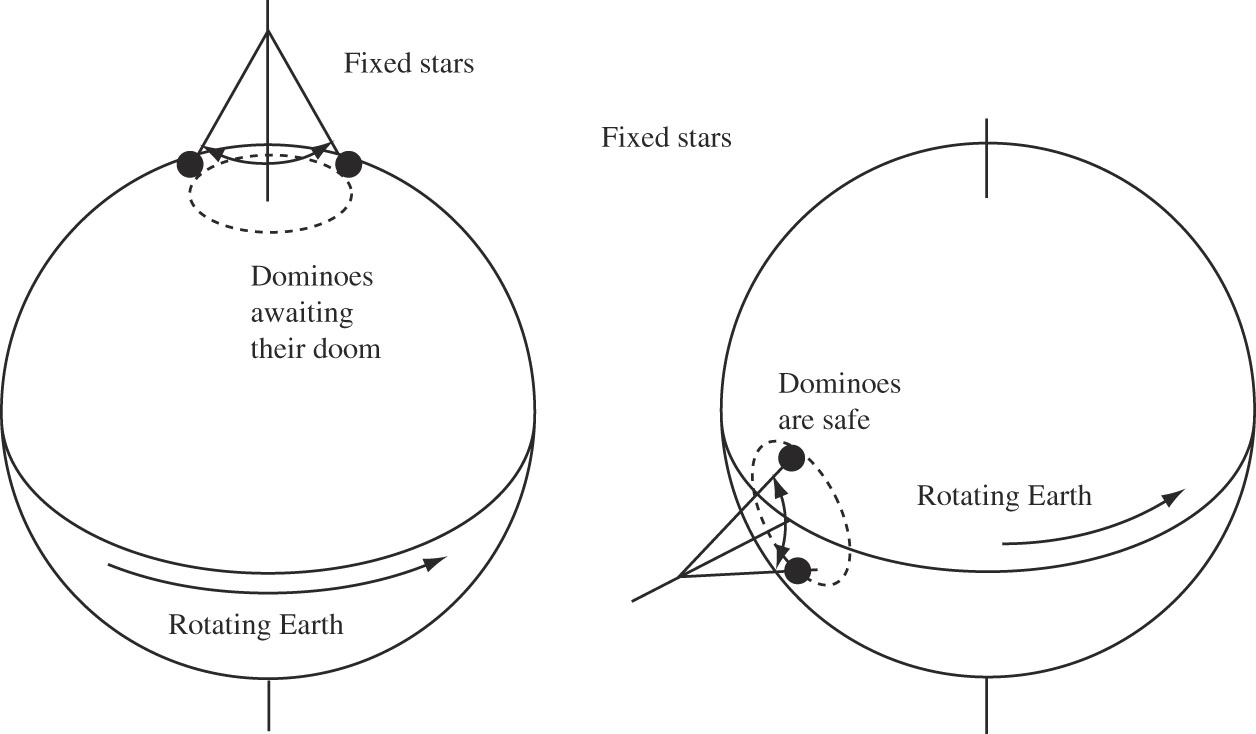 Fixed stars
Dominoes
awaiting
their doom
Rotating Earth
Fixed stars
Dominoes
are safe
Rotating Earth